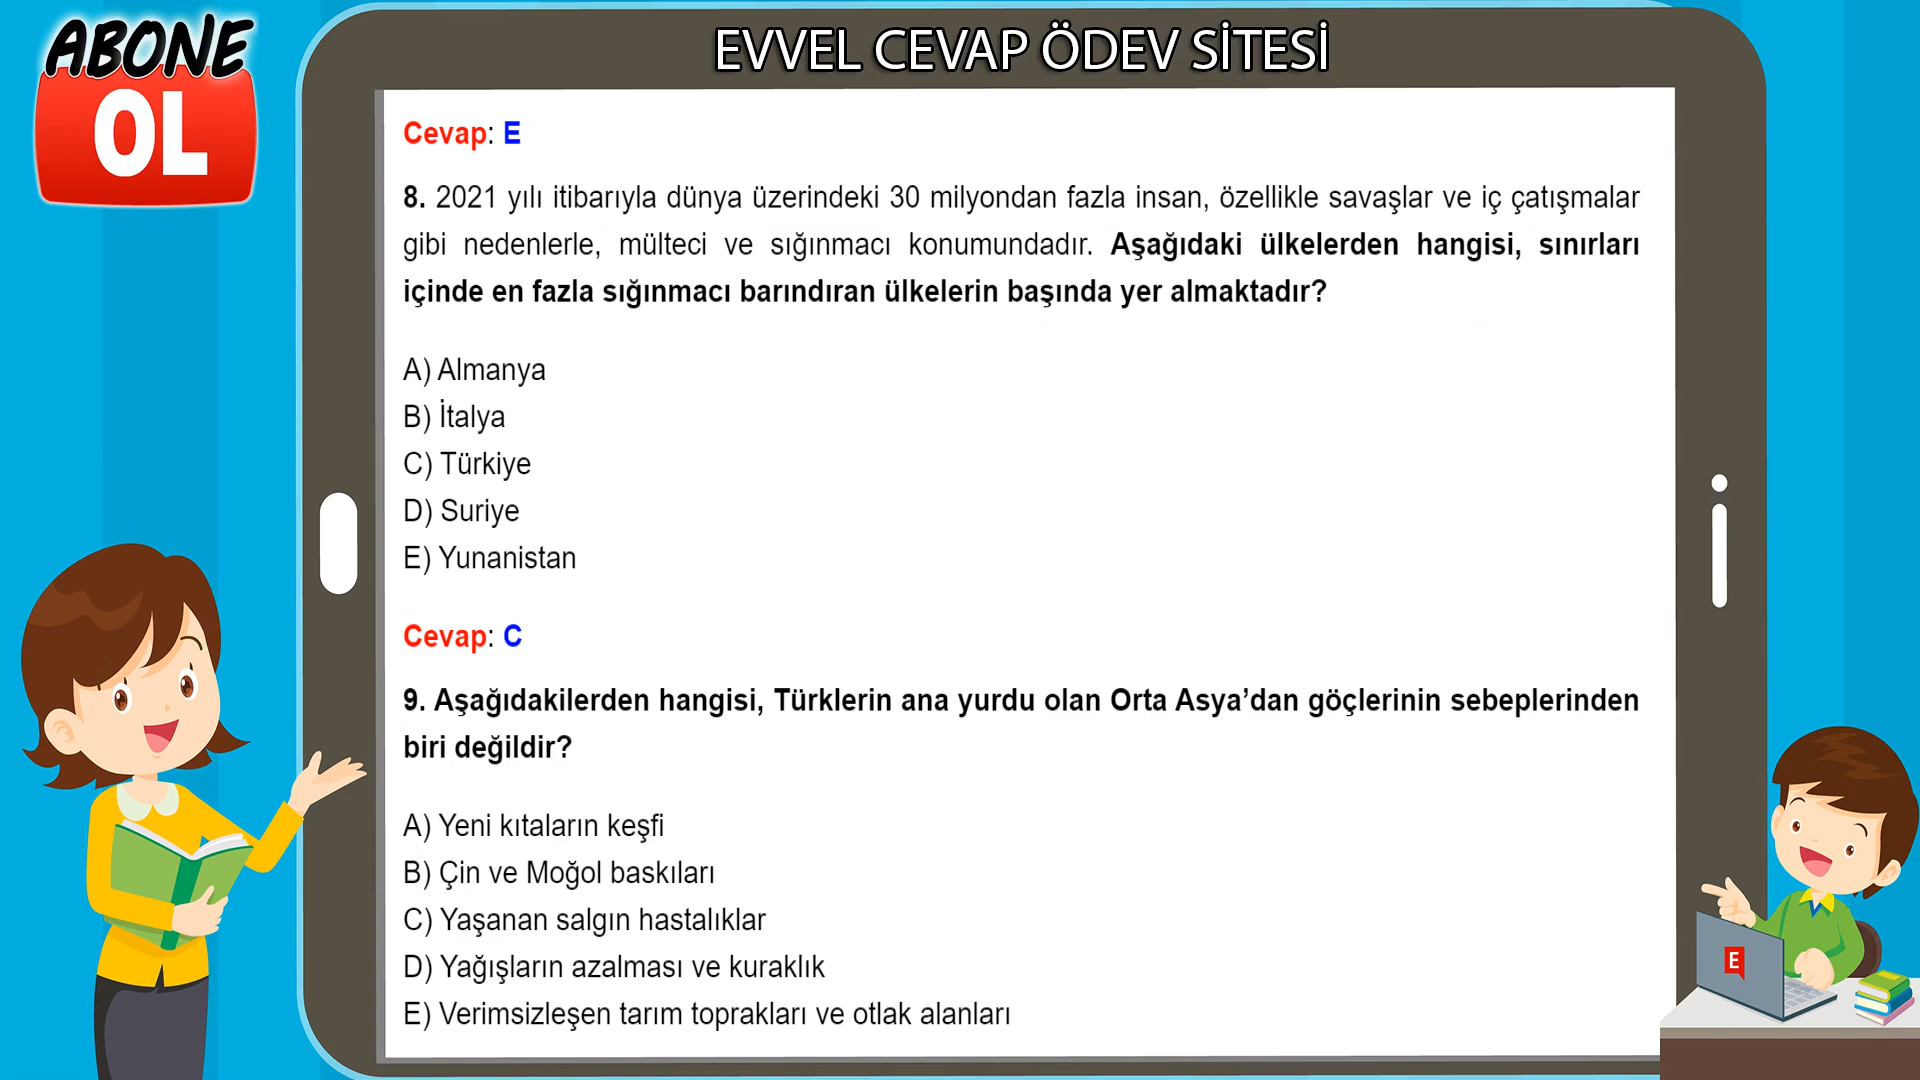 ABONE
OL
EVVEL CEVAP ÖDEV SİTESİ
Cevap: E
8. 2021 yılı itibarıyla dünya üzerindeki 30 milyondan fazla insan, özellikle savaşlar ve iç çatışmalar
gibi nedenlerle, mülteci ve sığınmacı konumundadır. Aşağıdaki ülkelerden hangisi, sınırları
içinde en fazla sığınmacı barındıran ülkelerin başında yer almaktadır?
A) Almanya
B) İtalya
C) Türkiye
D) Suriye
E) Yunanistan
Cevap: C
9. Aşağıdakilerden hangisi, Türklerin ana yurdu olan Orta Asya’dan göçlerinin sebeplerinden
biri değildir?
A) Yeni kıtaların keşfi
B) Çin ve Moğol baskıları
C) Yaşanan salgın hastalıklar
D) Yağışların azalması ve kuraklık
E) Verimsizleşen tarım toprakları ve otlak alanları
E